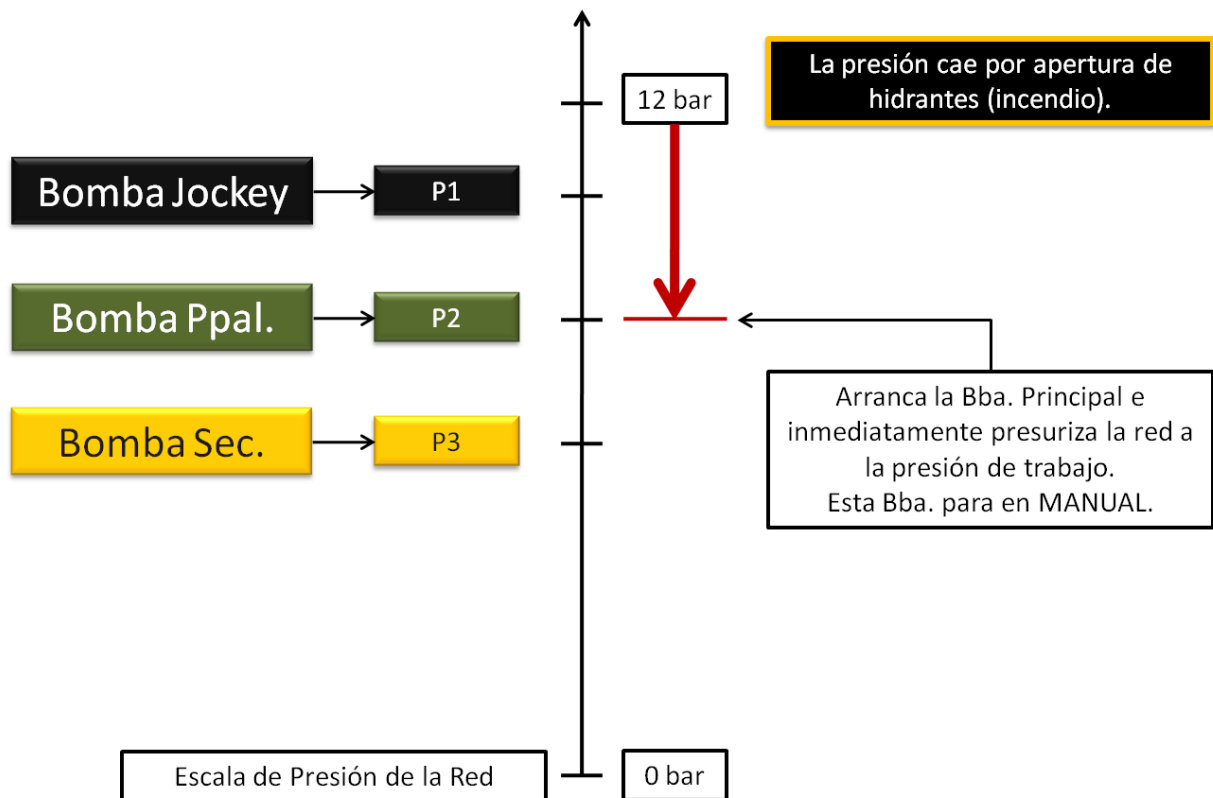 12 bar
La presión cae por apertura de
hidrantes (incendio).
Bomba Jockey
P1
Bomba Ppal.
P2
Arranca la Bba. Principal e
inmediatamente presuriza la red a
la presión de trabajo.
Esta Bba. para en MANUAL.
Bomba Sec.
P3
Escala de Presión de la Red
0 bar